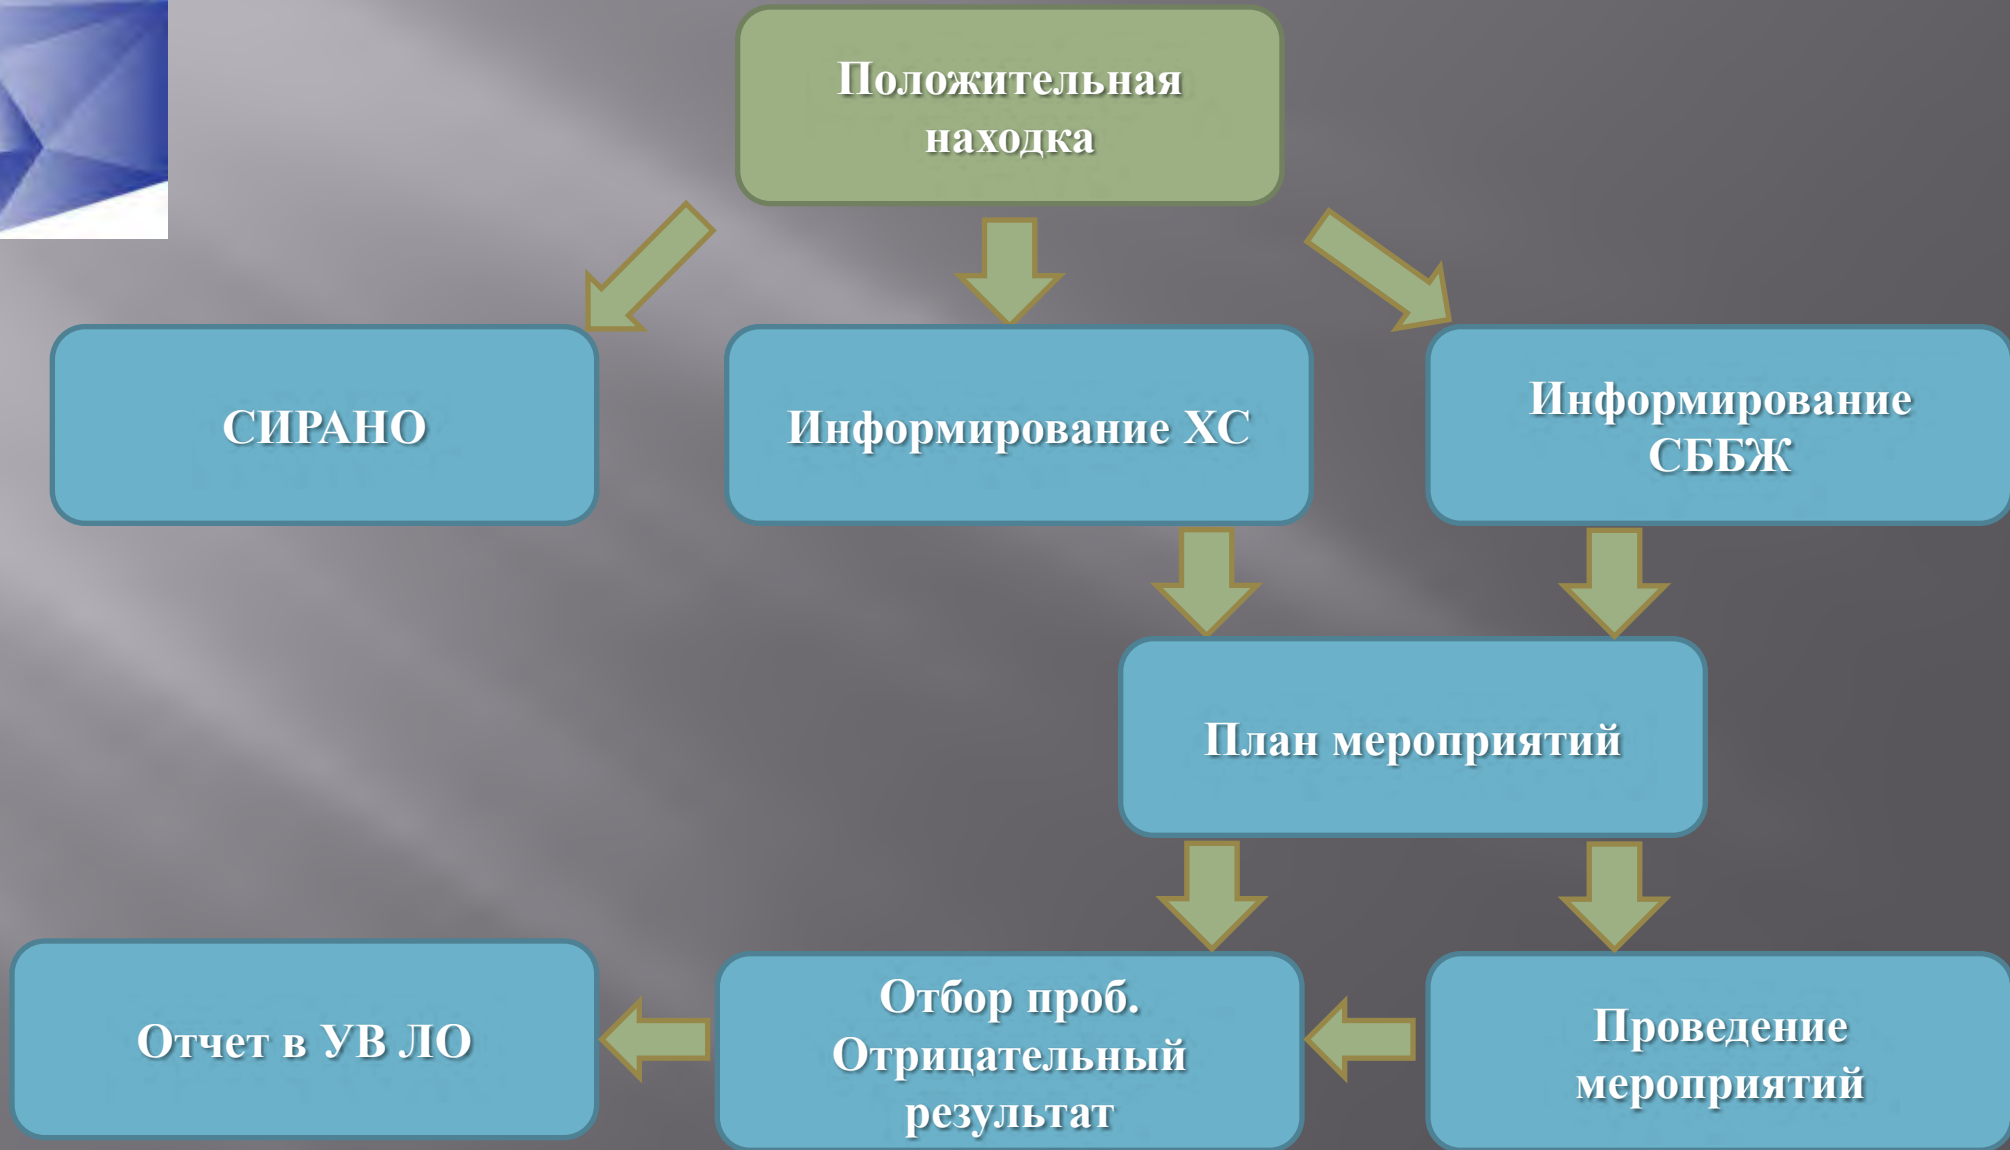 Положительная
находка
СИРАНО
Информирование ХС
Информирование
СББЖ
План мероприятий
Отчет в УВ ЛО
Отбор проб.
Отрицательный
результат
Проведение
мероприятий